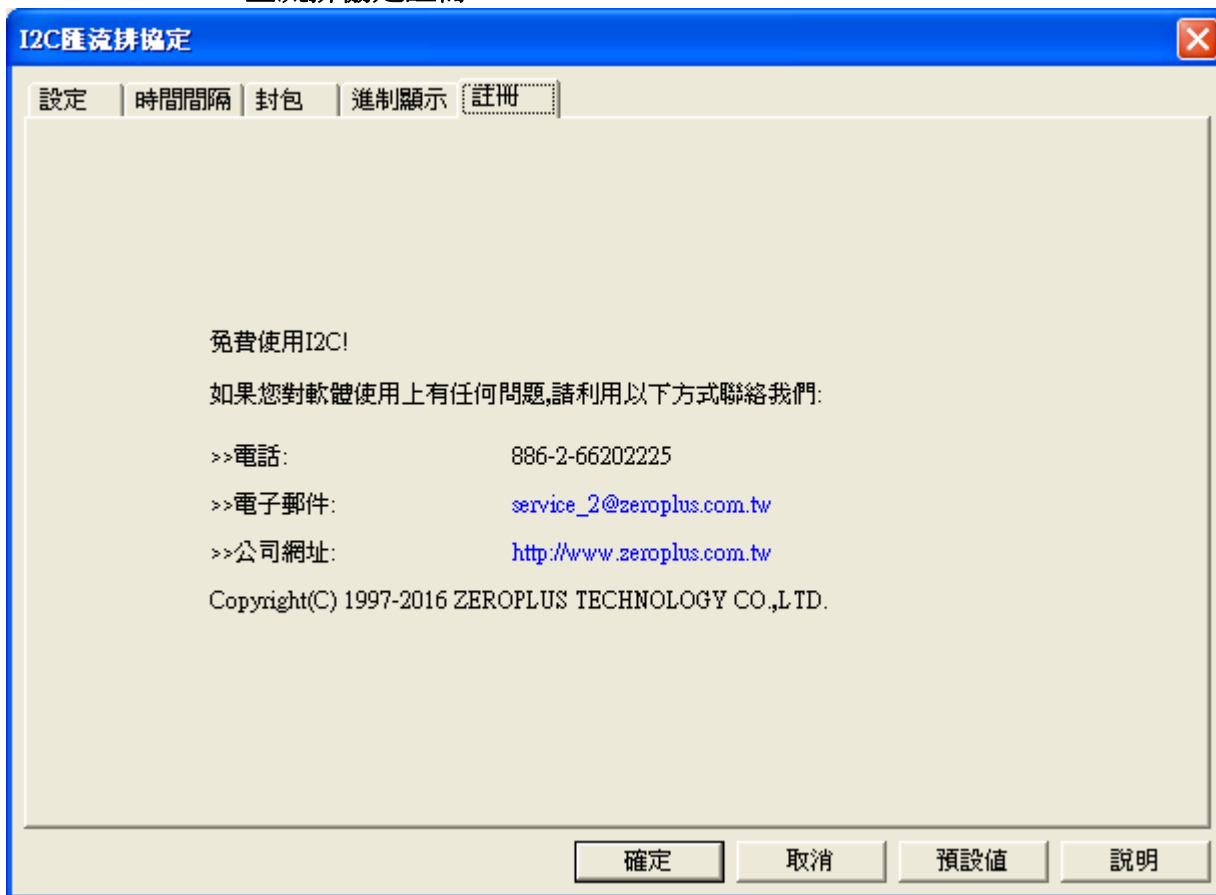 I2C匯流排協定
設定 時間間隔 封包 進制顯示 註冊
免費使用I2C!
如果您對軟體使用上有任何問題,請利用以下方式聯絡我們:
>>電話: 886-2-66202225
>>電子郵件: service_2@zeroplus.com.tw
>>公司網址: http://www.zeroplus.com.tw
Copyright(C) 1997-2016 ZEROPLUS TECHNOLOGY CO.,LTD.
確定 取消 預設值 說明